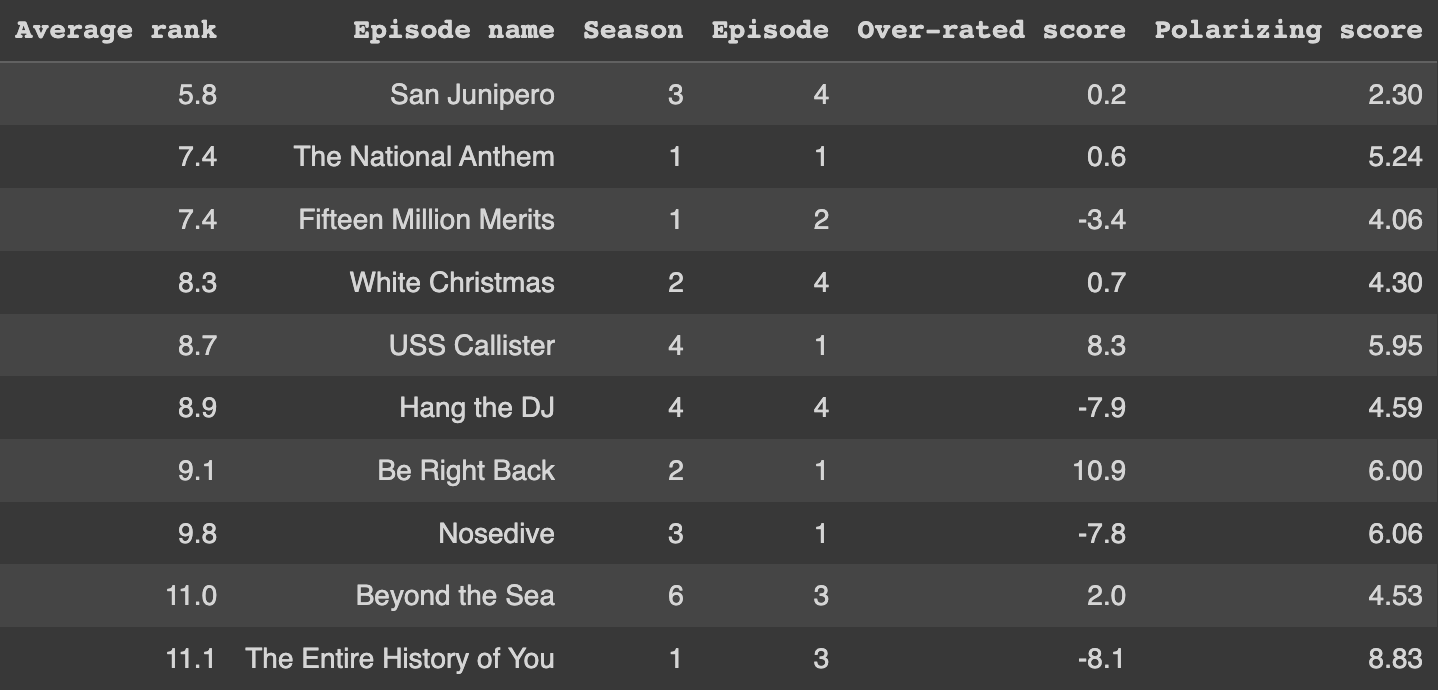 Average rank Episode name Season Episode Over-rated score Polarizing score
5.8 San Junipero 3 4 0.2 2.30
7.4 The National Anthem 1 1 0.6 5.24
7.4 Fifteen Million Merits 1 2 -3.4 4.06
8.3 White Christmas 2 4 0.7 4.30
8.7 USS Callister 4 1 8.3 5.95
8.9 Hang the DJ 4 4 -7.9 4.59
9.1 Be Right Back 2 1 10.9 6.00
9.8 Nosedive 3 1 -7.8 6.06
11.0 Beyond the Sea 6 3 2.0 4.53
11.1 The Entire History of You 1 3 -8.1 8.83